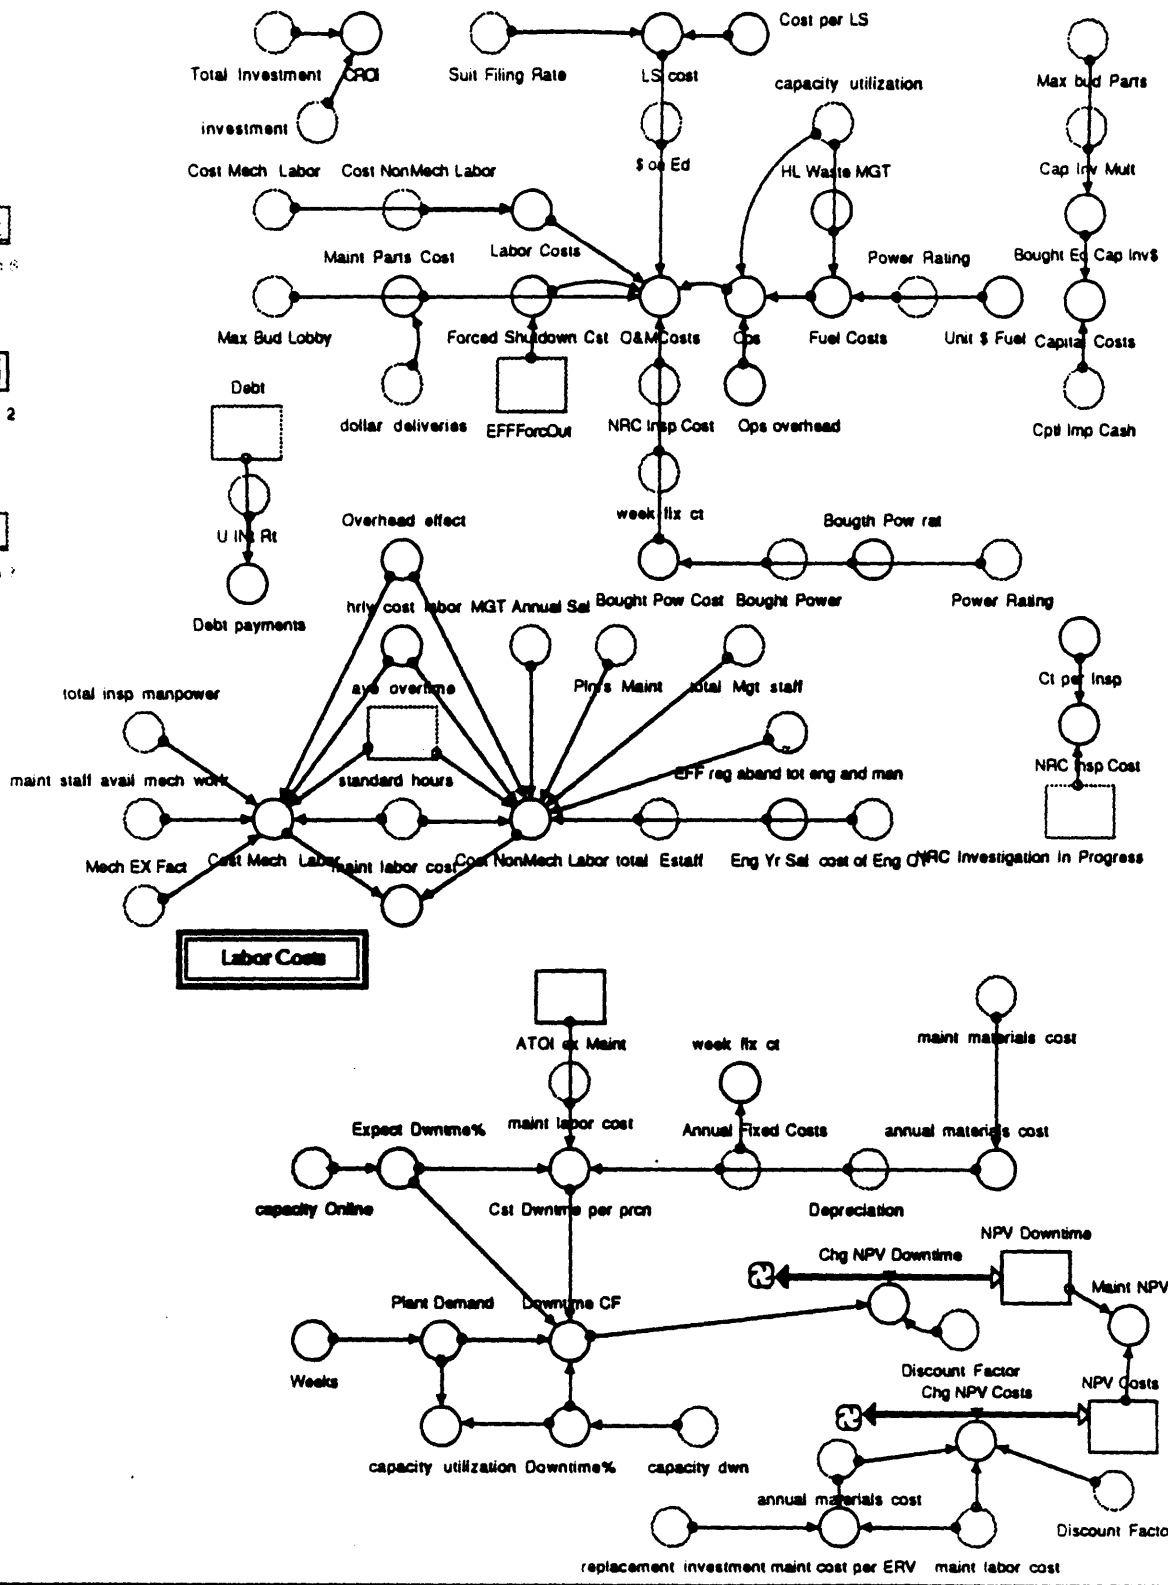 Cost per LS
Total Investment
CROI
Suit Filing Rate
LS cost
capacity utilization
Max bud Parts
investment
Cost Mech Labor
Cost NonMech Labor
$ on Ed
HL Waste MGT
Cap Inv Mult
Maint Parts Cost
Labor Costs
Power Rating
Bought Eq Cap Inv$
Max Bud Lobby
Forced Shutdown Cst
O&MCosts
Ops
Fuel Costs
Unit $ Fuel
Capital Costs
Debt
2
dollar deliveries
EFFForcOut
NRC Insp Cost
Ops overhead
Cptl Imp Cash
Overhead effect
week fix ct
Bougth Pow rat
U INt Rt
hrly cost labor
MGT Annual Sal
Bought Pow Cost
Bought Power
Power Rating
Debt payments
total insp manpower
ave overtime
Plnrs Maint
total Mgt staff
Ct per Insp
maint staff avail mech work
standard hours
EFF reg aband tot eng and man
NRC Insp Cost
Mech EX Fact
Cost Mech Labor
maint labor cost
Cost NonMech Labor
total Estaff
Eng Yr Sal
cost of Eng OT
NRC Investigation In Progress
Labor Costs
ATOI ex Maint
week fix ct
maint materials cost
Expect Dwntme%
maint labor cost
Annual Fixed Costs
annual materials cost
capacity Online
Cst Dwntme per prcn
Depreciation
NPV Downtime
Chg NPV Downtime
Plant Demand
Downtime CF
Maint NPV
Weeks
Discount Factor
Chg NPV Costs
NPV Costs
capacity utilization
Downtime%
capacity dwn
annual materials cost
Discount Facto
replacement investment
maint cost per ERV
maint labor cost